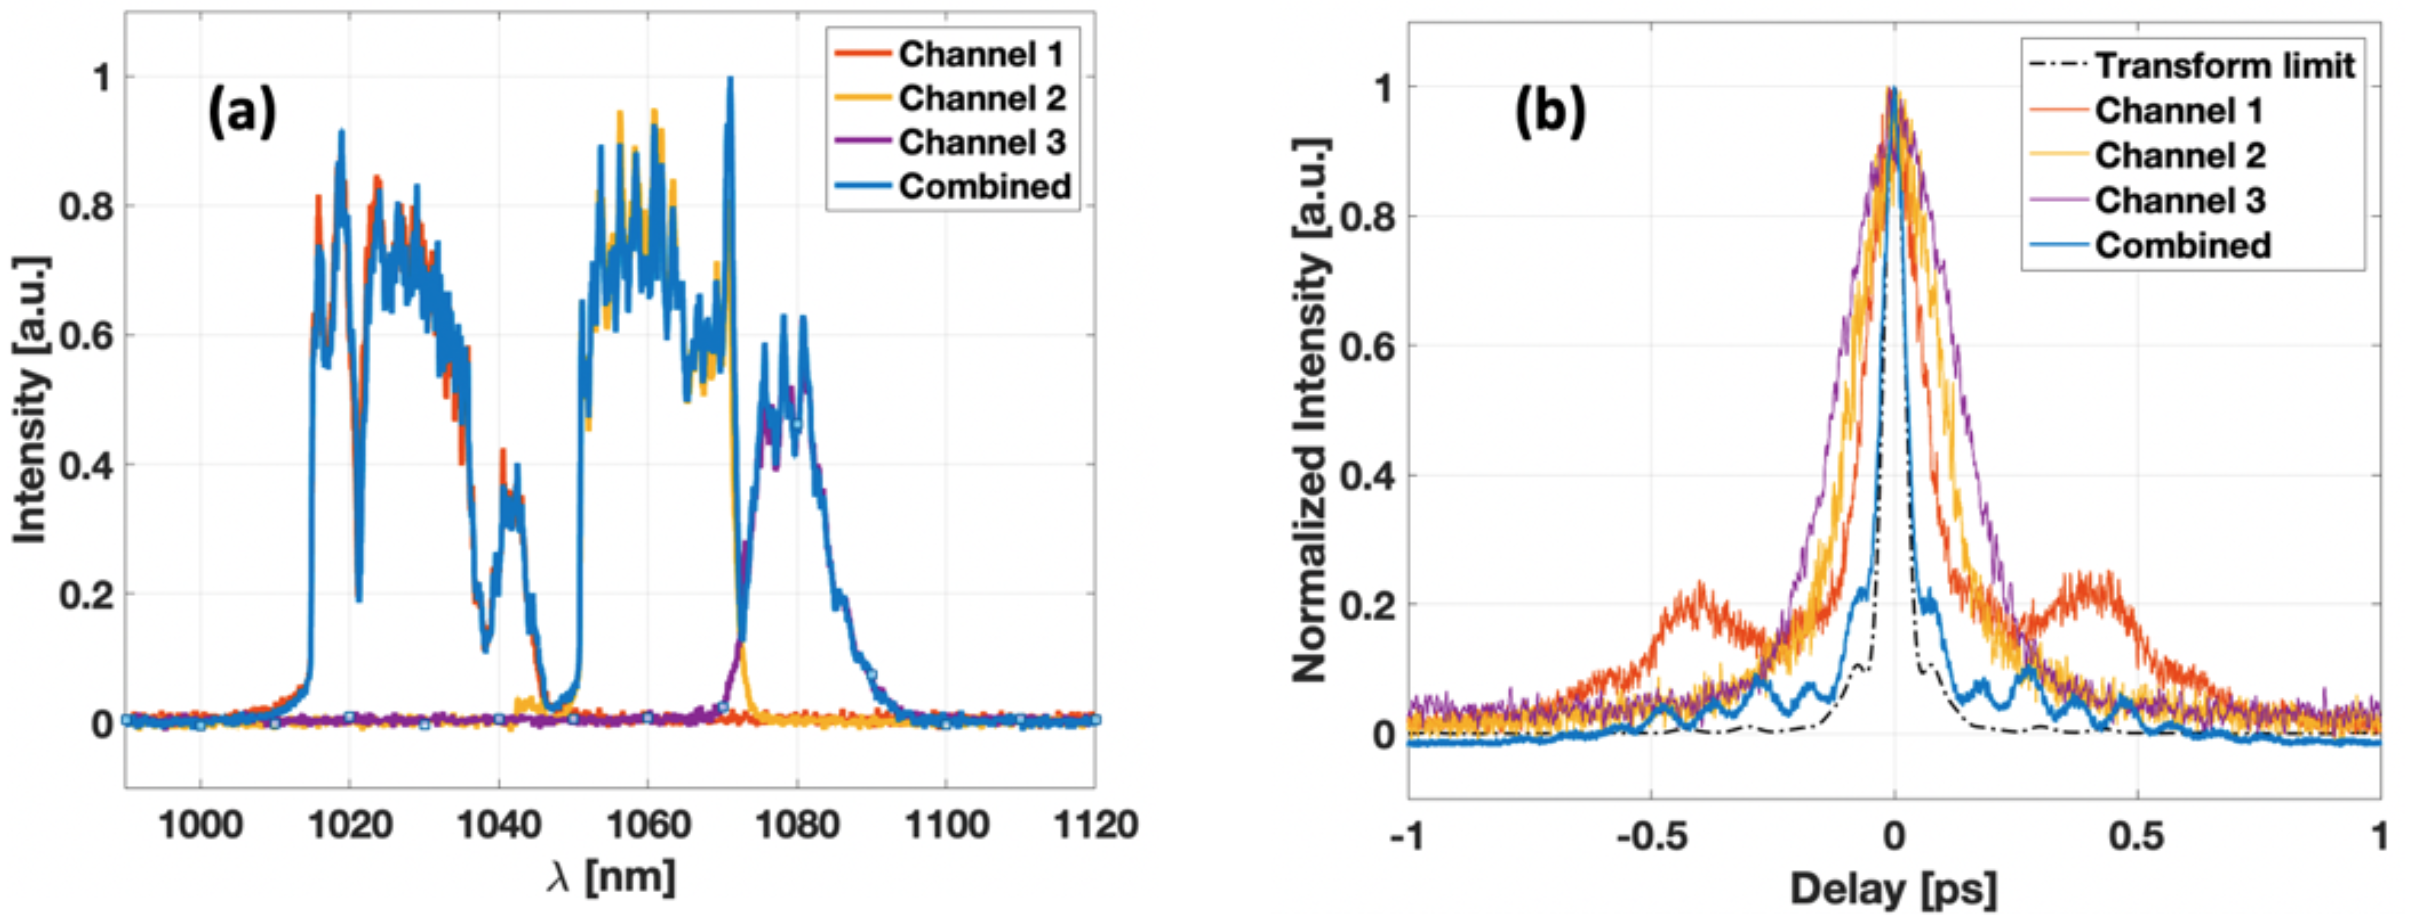 (a)
Channel 1
Channel 2
Channel 3
Combined
Intensity [a.u.]
1
0.8
0.6
0.4
0.2
0
1000 1020 1040 1060 1080 1100 1120
λ [nm]
(b)
Transform limit
Channel 1
Channel 2
Channel 3
Combined
Normalized Intensity [a.u.]
1
0.8
0.6
0.4
0.2
0
-1 -0.5 0 0.5 1
Delay [ps]